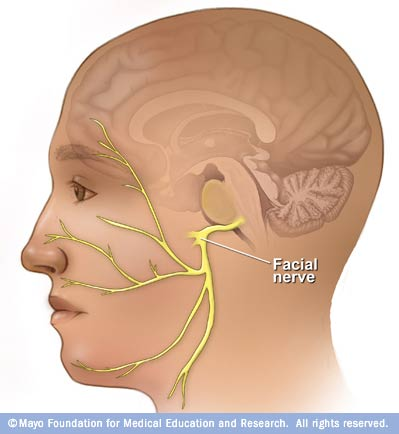 Facial
nerve
© Mayo Foundation for Medical Education and Research. All rights reserved.